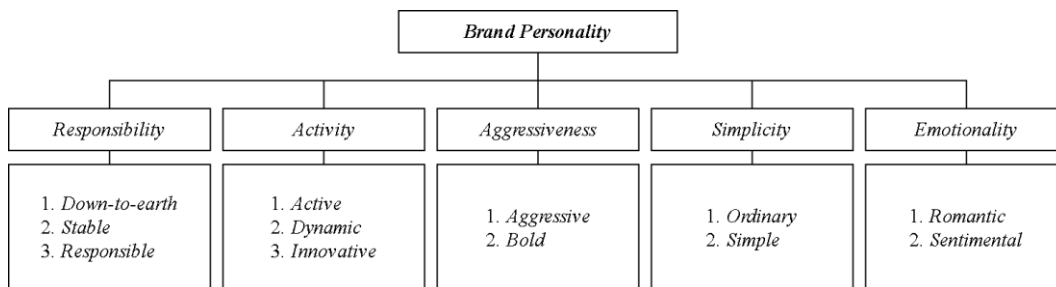 Brand Personality
Responsibility
Activity
Aggressiveness
Simplicity
Emotionality
1. Down-to-earth
2. Stable
3. Responsible
1. Active
2. Dynamic
3. Innovative
1. Aggressive
2. Bold
1. Ordinary
2. Simple
1. Romantic
2. Sentimental